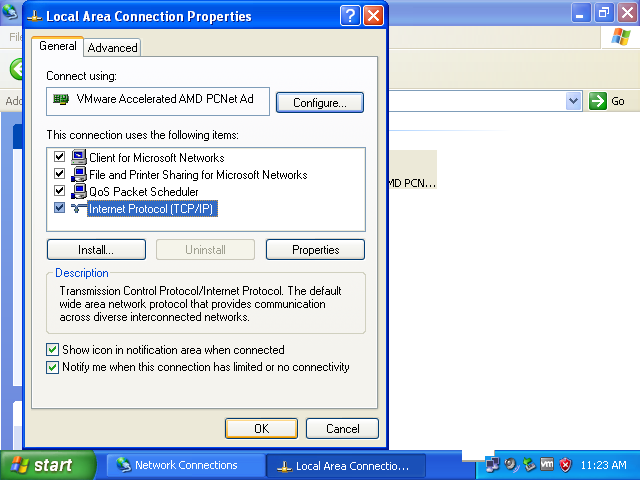 Local Area Connection Properties
General
Advanced
Connect using:
VMware Accelerated AMD PCNet Ad
Configure...
This connection uses the following items:
Client for Microsoft Networks
File and Printer Sharing for Microsoft Networks
QoS Packet Scheduler
Internet Protocol (TCP/IP)
Install...
Uninstall
Properties
Description
Transmission Control Protocol/Internet Protocol. The default
wide area network protocol that provides communication
across diverse interconnected networks.
Show icon in notification area when connected
Notify me when this connection has limited or no connectivity
OK
Cancel
Go
MD PCN...
start
Network Connections
Local Area Connectio...
vm
11:23 AM